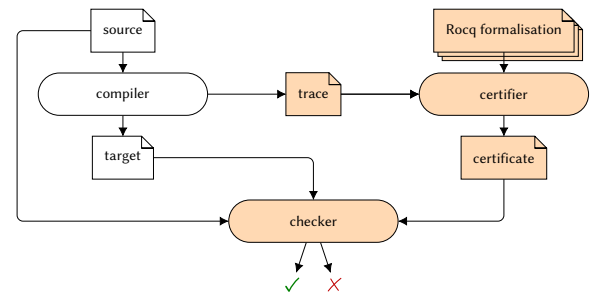 source
Rocq formalisation
compiler
trace
certifier
target
certificate
checker